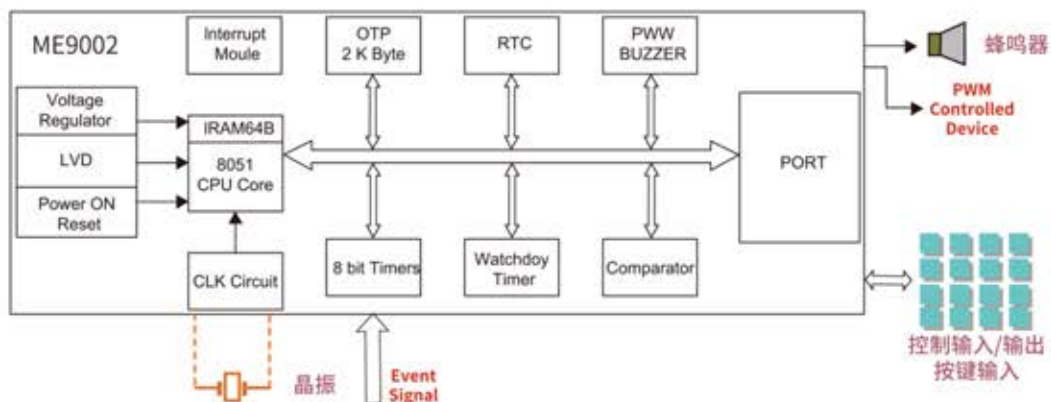 ME9002
Interrupt
Moule
OTP
2 K Byte
RTC
PWW
BUZZER
蜂鸣器
PWM
Controlled
Device
Voltage
Regulator
LVD
Power ON
Reset
IRAM64B
8051
CPU Core
PORT
CLK Circuit
8 bit Timers
Watchdoy
Timer
Comparator
控制输入/输出
按键输入
晶振
Event
Signal